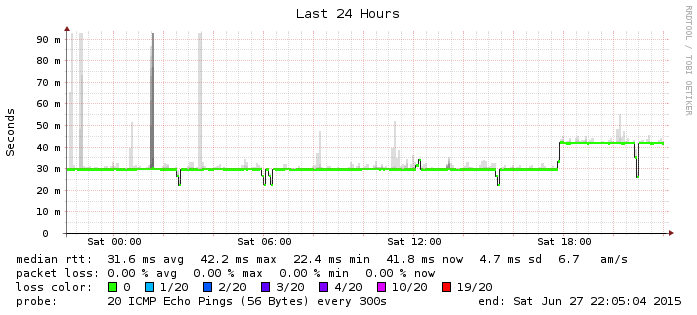 Last 24 Hours
RRDTOOL / TOBI OETIKER
Seconds
90 m
80 m
70 m
60 m
50 m
40 m
30 m
20 m
10 m
0
Sat 00:00 Sat 06:00 Sat 12:00 Sat 18:00
median rtt: 31.6 ms avg 42.2 ms max 22.4 ms min 41.8 ms now 4.7 ms sd 6.7 am/s
packet loss: 0.00 % avg 0.00 % max 0.00 % min 0.00 % now
loss color: 0 1/20 2/20 3/20 4/20 10/20 19/20
probe: 20 ICMP Echo Pings (56 Bytes) every 300s end: Sat Jun 27 22:05:04 2015